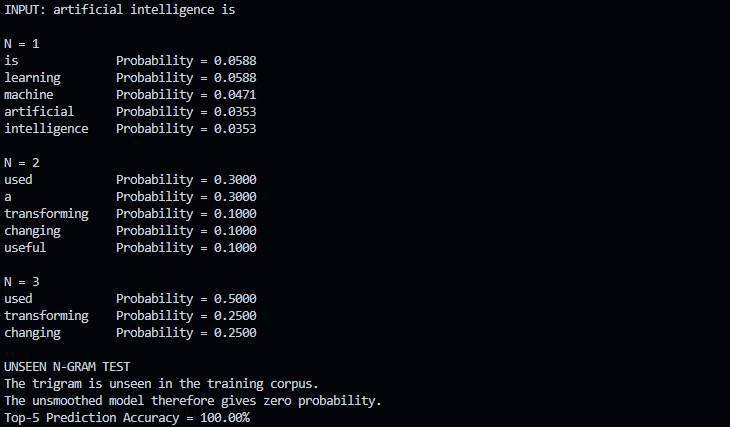 INPUT: artificial intelligence is
N = 1
is Probability = 0.0588
learning Probability = 0.0588
machine Probability = 0.0471
artificial Probability = 0.0353
intelligence Probability = 0.0353
N = 2
used Probability = 0.3000
a Probability = 0.3000
transforming Probability = 0.1000
changing Probability = 0.1000
useful Probability = 0.1000
N = 3
used Probability = 0.5000
transforming Probability = 0.2500
changing Probability = 0.2500
UNSEEN N-GRAM TEST
The trigram is unseen in the training corpus.
The unsmoothed model therefore gives zero probability.
Top-5 Prediction Accuracy = 100.00%